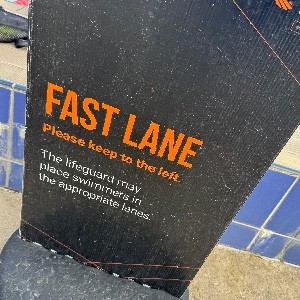 FAST LANE
Please keep to the left.
The lifeguard may
place swimmers in
the appropriate lanes.